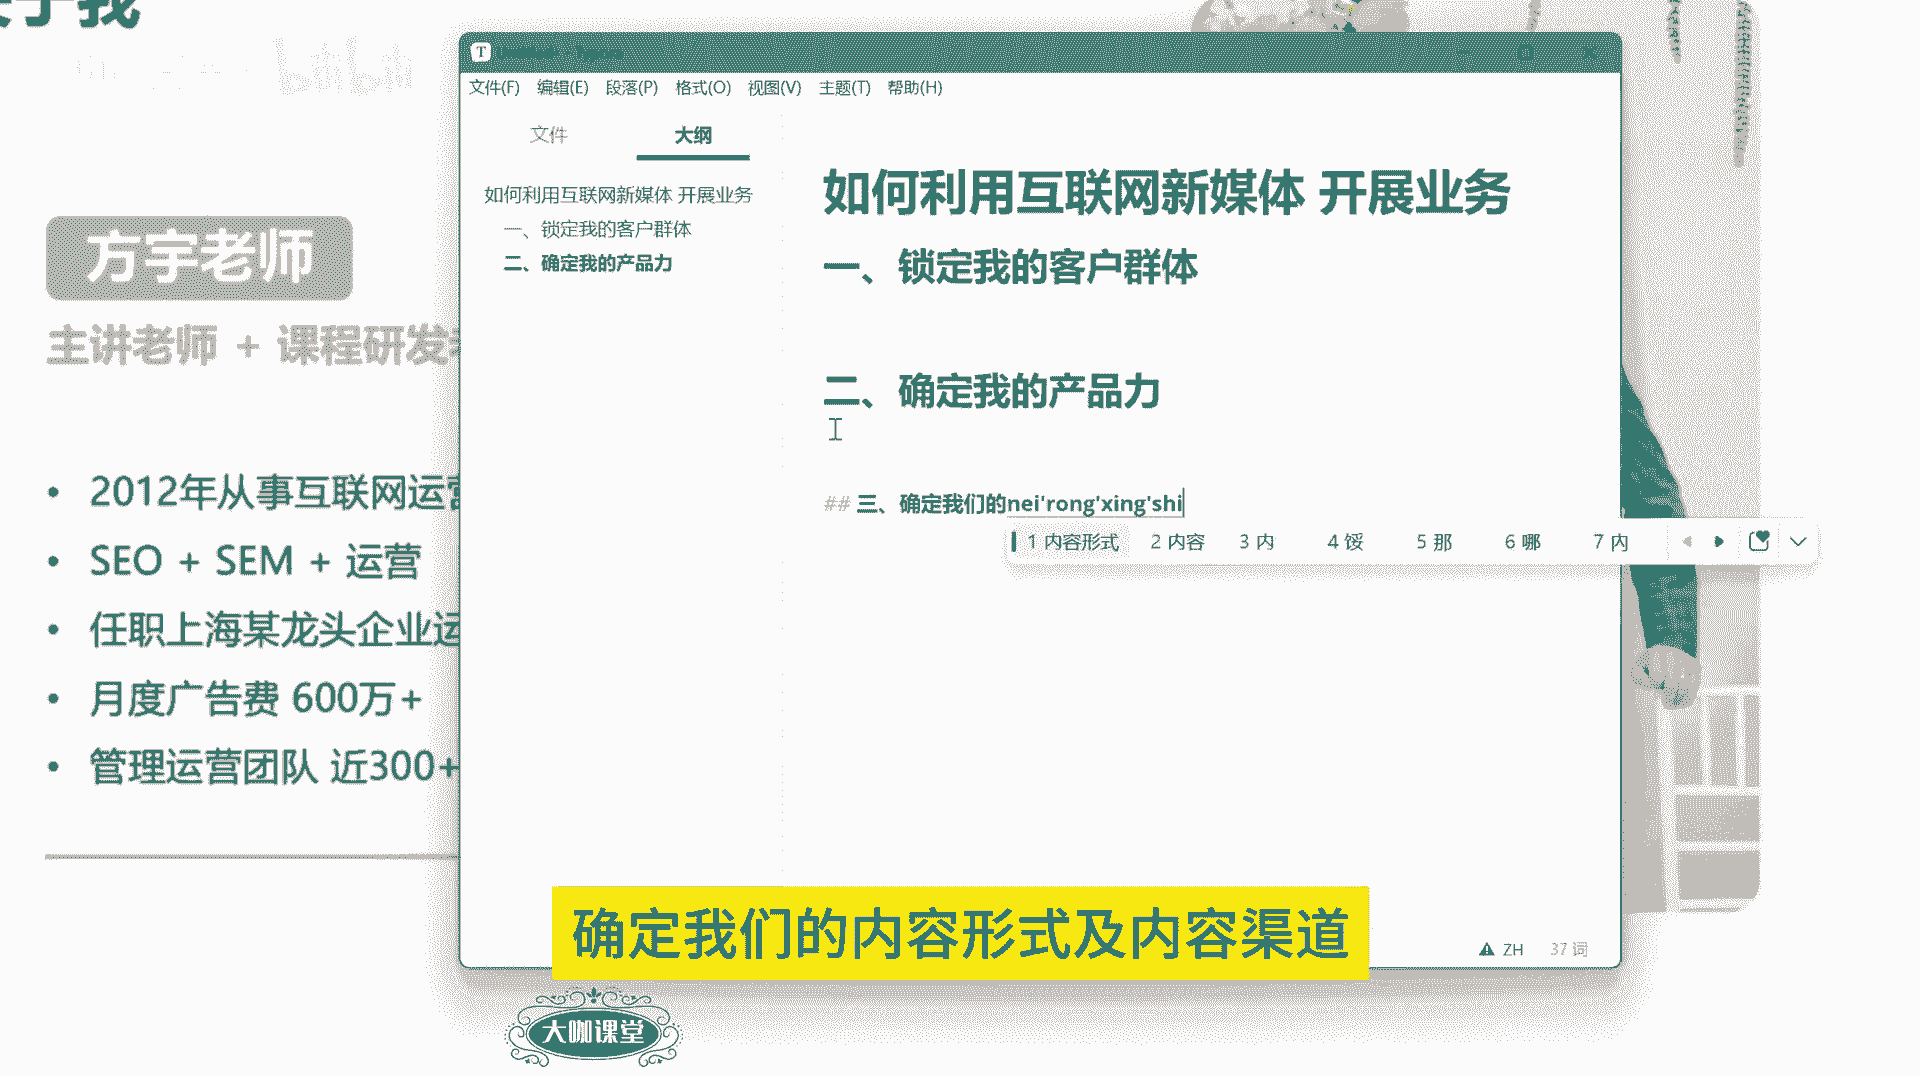 于我
bilibili
方宇老师
主讲老师 + 课程研发老
• 2012年从事互联网运营
• SEO + SEM + 运营
• 任职上海某龙头企业运
• 月度广告费 600万+
• 管理运营团队 近300+
T
文件(F) 编辑(E) 段落(P) 格式(O) 视图(V) 主题(T) 帮助(H)
文件 大纲
如何利用互联网新媒体 开展业务
一、锁定我的客户群体
二、确定我的产品力
如何利用互联网新媒体 开展业务
一、锁定我的客户群体
二、确定我的产品力
## 三、确定我们的nei'rong'xing'shi
1 内容形式 2 内容 3 内 4 馁 5 那 6 哪 7 内
ZH 37 词
确定我们的内容形式及内容渠道
大咖课堂